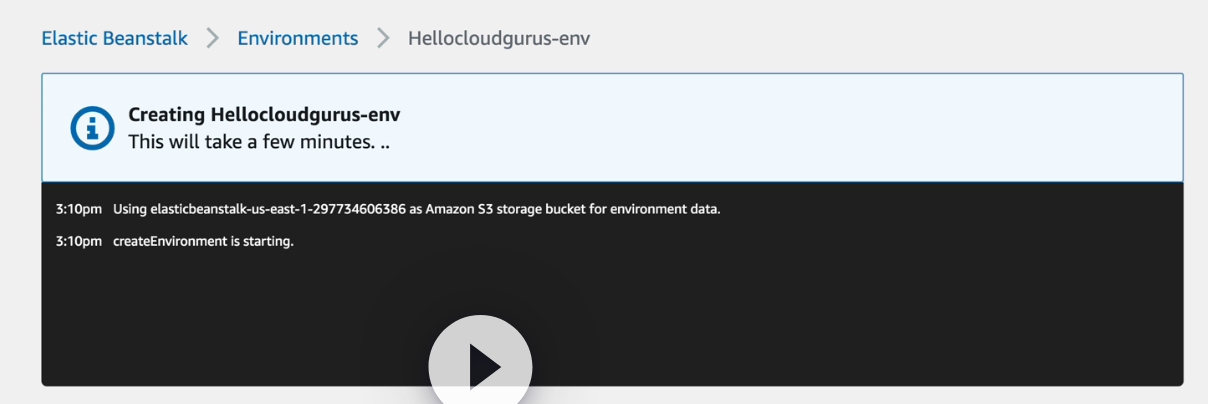 Elastic Beanstalk > Environments > Hellocloudgurus-env
Creating Hellocloudgurus-env
This will take a few minutes. ..
3:10pm Using elasticbeanstalk-us-east-1-297734606386 as Amazon S3 storage bucket for environment data.
3:10pm createEnvironment is starting.